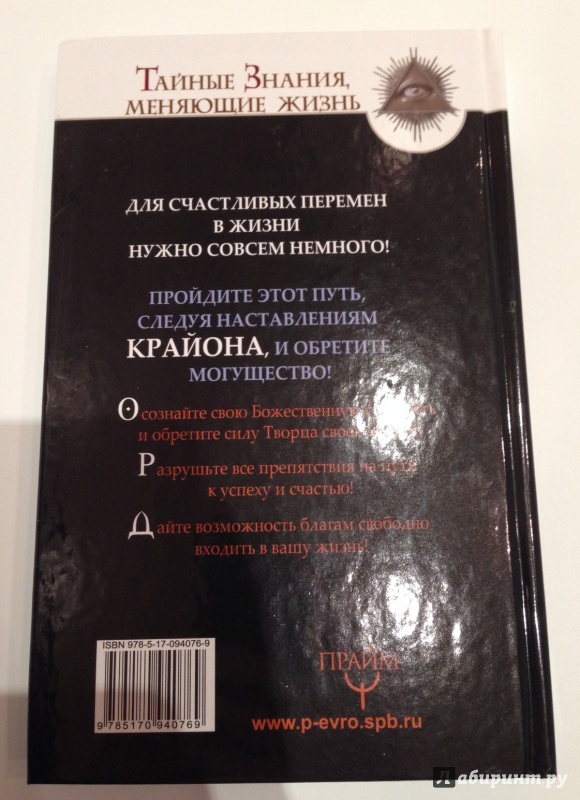 Тайные Знания,
меняющие жизнь
ДЛЯ СЧАСТЛИВЫХ ПЕРЕМЕН
В ЖИЗНИ
НУЖНО СОВСЕМ НЕМНОГО!
ПРОЙДИТЕ ЭТОТ ПУТЬ,
СЛЕДУЯ НАСТАВЛЕНИЯМ
КРАЙОНА, И ОБРЕТИТЕ
МОГУЩЕСТВО!
Осознайте свою Божественную
и обретите силу Творца своей
Разрушьте все препятствия на пути
к успеху и счастью!
Дайте возможность благам свободно
входить в вашу жизнь!
ISBN 978-5-17-094076-9
9 785170 940769
ПРАЙМ
www.p-evro.spb.ru
Лабиринт.ру